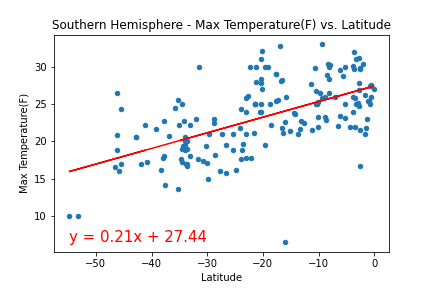 Southern Hemisphere - Max Temperature(F) vs. Latitude
Max Temperature(F)
30
25
20
15
10
y = 0.21x + 27.44
−50 −40 −30 −20 −10 0
Latitude